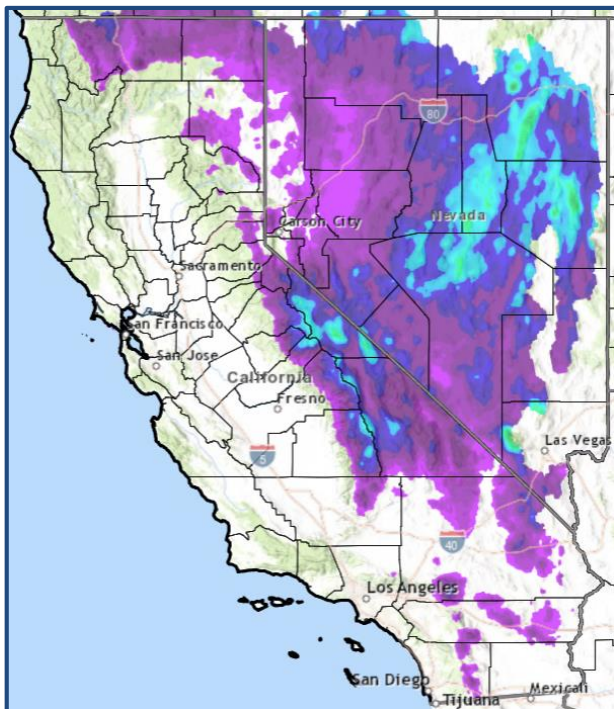 80
Carson City
Nevada
Sacramento
San Francisco
San Jose
California
Fresno
5
Las Vegas
40
Los Angeles
San Diego
Tijuana
Mexicali